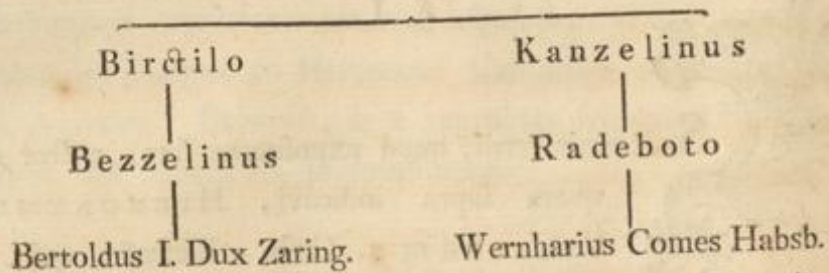 Birctilo Kanzelinus
Bezzelinus Radeboto
Bertoldus I. Dux Zaring. Wernharius Comes Habsb.